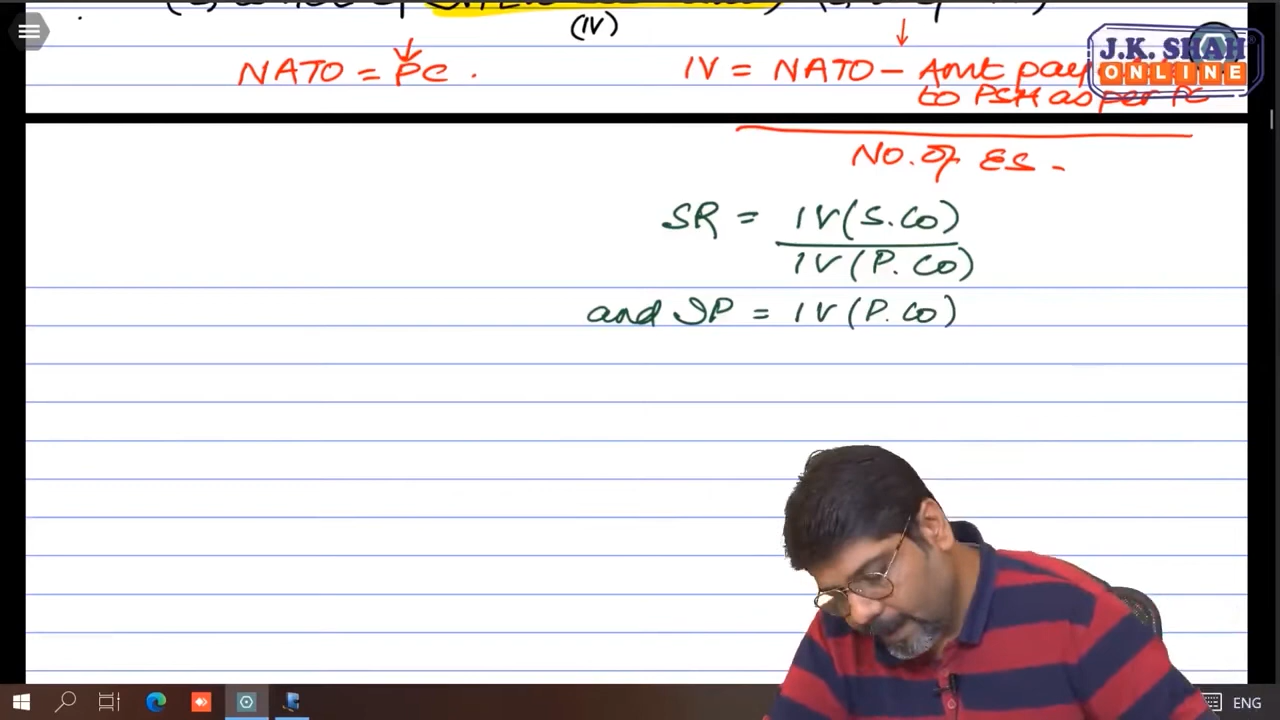 (IV)
NATO = PC.
IV = NATO - Amt pay
to PSH as per PC
No. of ES -
SR = IV (S.Co)
IV (P. Co)
and IP = IV (P. Co)
J.K. SHAH
ONLINE
ENG